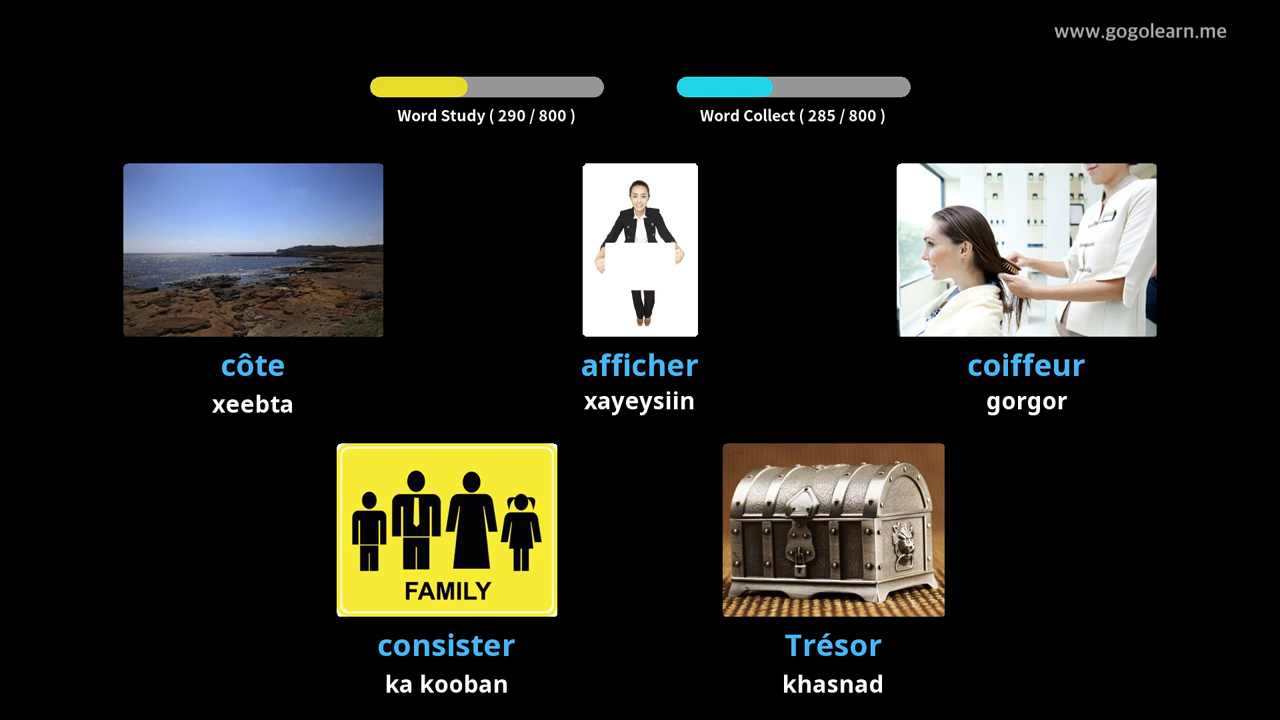 www.gogolearn.me
Word Study ( 290 / 800 )
Word Collect ( 285 / 800 )
côte
xeebta
afficher
xayeysiin
coiffeur
gorgor
FAMILY
consister
ka kooban
Trésor
khasnad